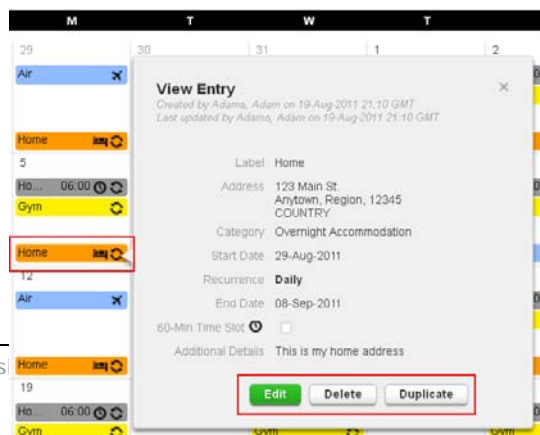 M T W T
29 30 31 1 2
Air
Home
5
Ho... 06:00
Gym
Home
12
Air
Home
19
Ho... 06:00
Gym
Gym
Gym
View Entry
Created by Adams, Adam on 19-Aug-2011 21:10 GMT
Last updated by Adams, Adam on 19-Aug-2011 21:10 GMT
Label Home
Address 123 Main St.
Anytown, Region, 12345
COUNTRY
Category Overnight Accommodation
Start Date 29-Aug-2011
Recurrence Daily
End Date 08-Sep-2011
60-Min Time Slot
Additional Details This is my home address
Edit Delete Duplicate